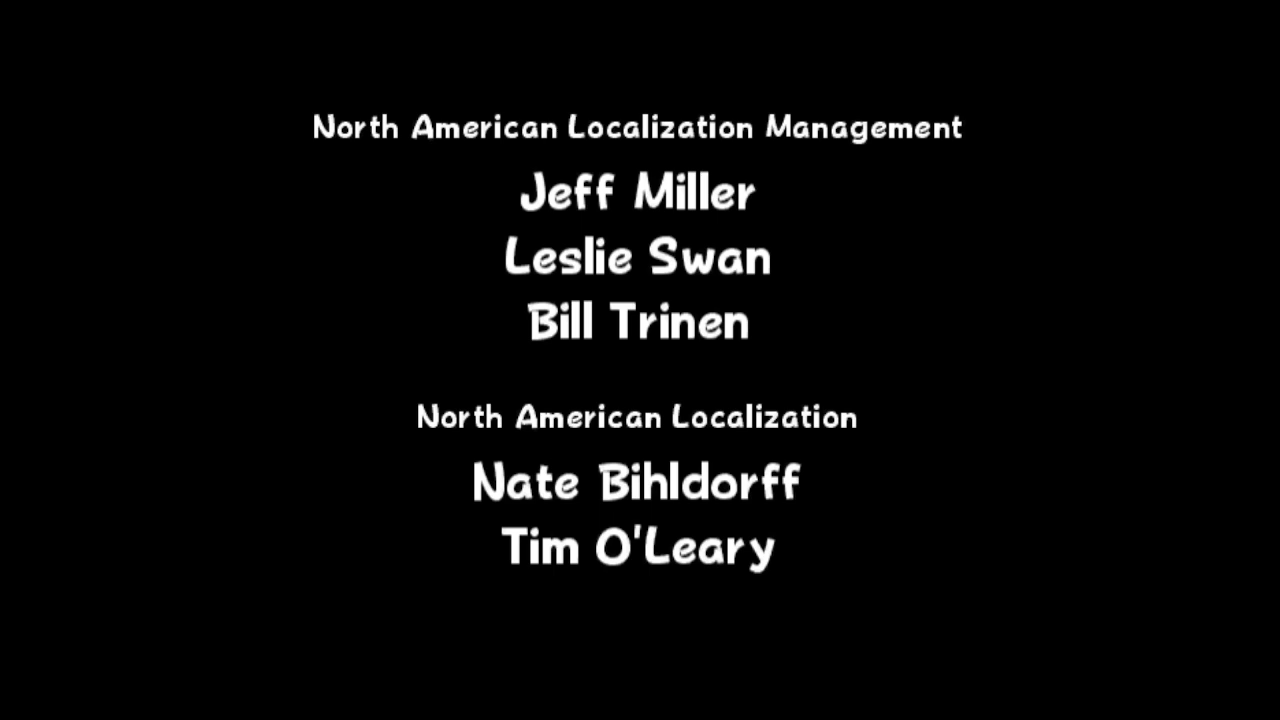 North American Localization Management
Jeff Miller
Leslie Swan
Bill Trinen
North American Localization
Nate Bihldorff
Tim O'Leary